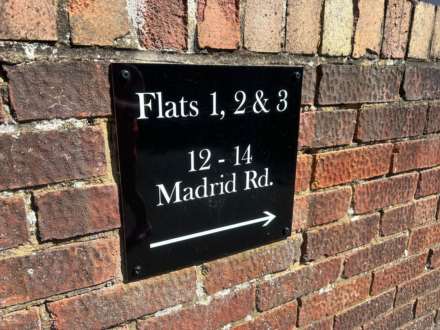 Flats 1, 2 & 3
12 - 14
Madrid Rd.